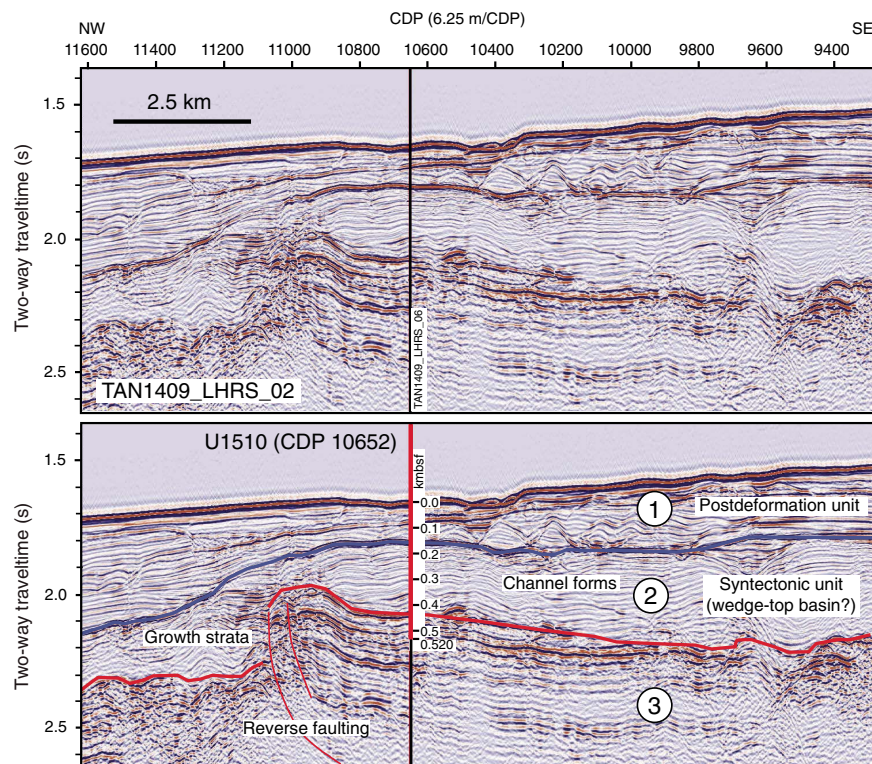 CDP (6.25 m/CDP)
NW
SE
11600 11400 11200 11000 10800 10600 10400 10200 10000 9800 9600 9400
1.5
2.5 km
Two-way traveltime (s)
2.0
2.5
TAN1409_LHRS_02
TAN1409_LHRS_06
U1510 (CDP 10652)
kmbsf
1.5
0.0
1
Postdeformation unit
0.1
0.2
Two-way traveltime (s)
0.3
Channel forms
2
Syntectonic unit
(wedge-top basin?)
2.0
0.4
Growth strata
0.5
0.520
3
Reverse faulting
2.5